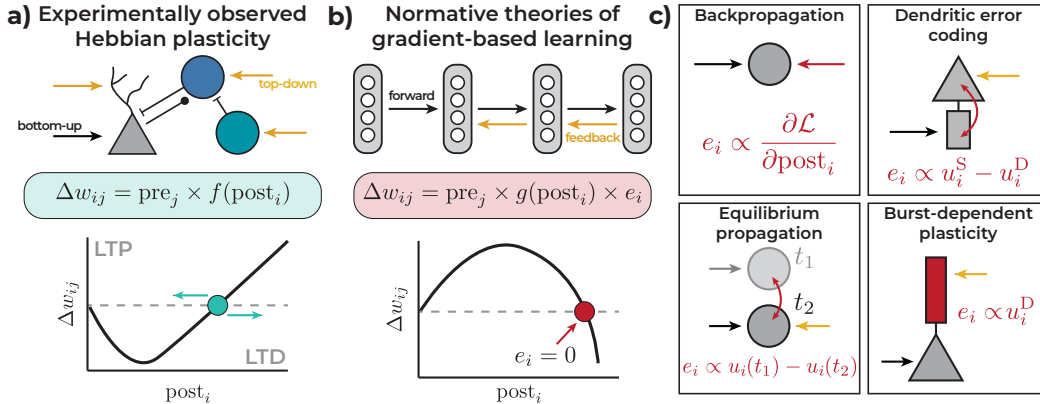 a) Experimentally observed
Hebbian plasticity
top-down
bottom-up
Δw_ij = pre_j × f(post_i)
LTP
Δw_ij
LTD
post_i
b) Normative theories of
gradient-based learning
forward
feedback
Δw_ij = pre_j × g(post_i) × e_i
Δw_ij
e_i = 0
post_i
c)
Backpropagation
e_i ∝ ∂ℒ / ∂post_i
Dendritic error
coding
e_i ∝ u_i^S − u_i^D
Equilibrium
propagation
t_1
t_2
e_i ∝ u_i(t_1) − u_i(t_2)
Burst-dependent
plasticity
e_i ∝ u_i^D